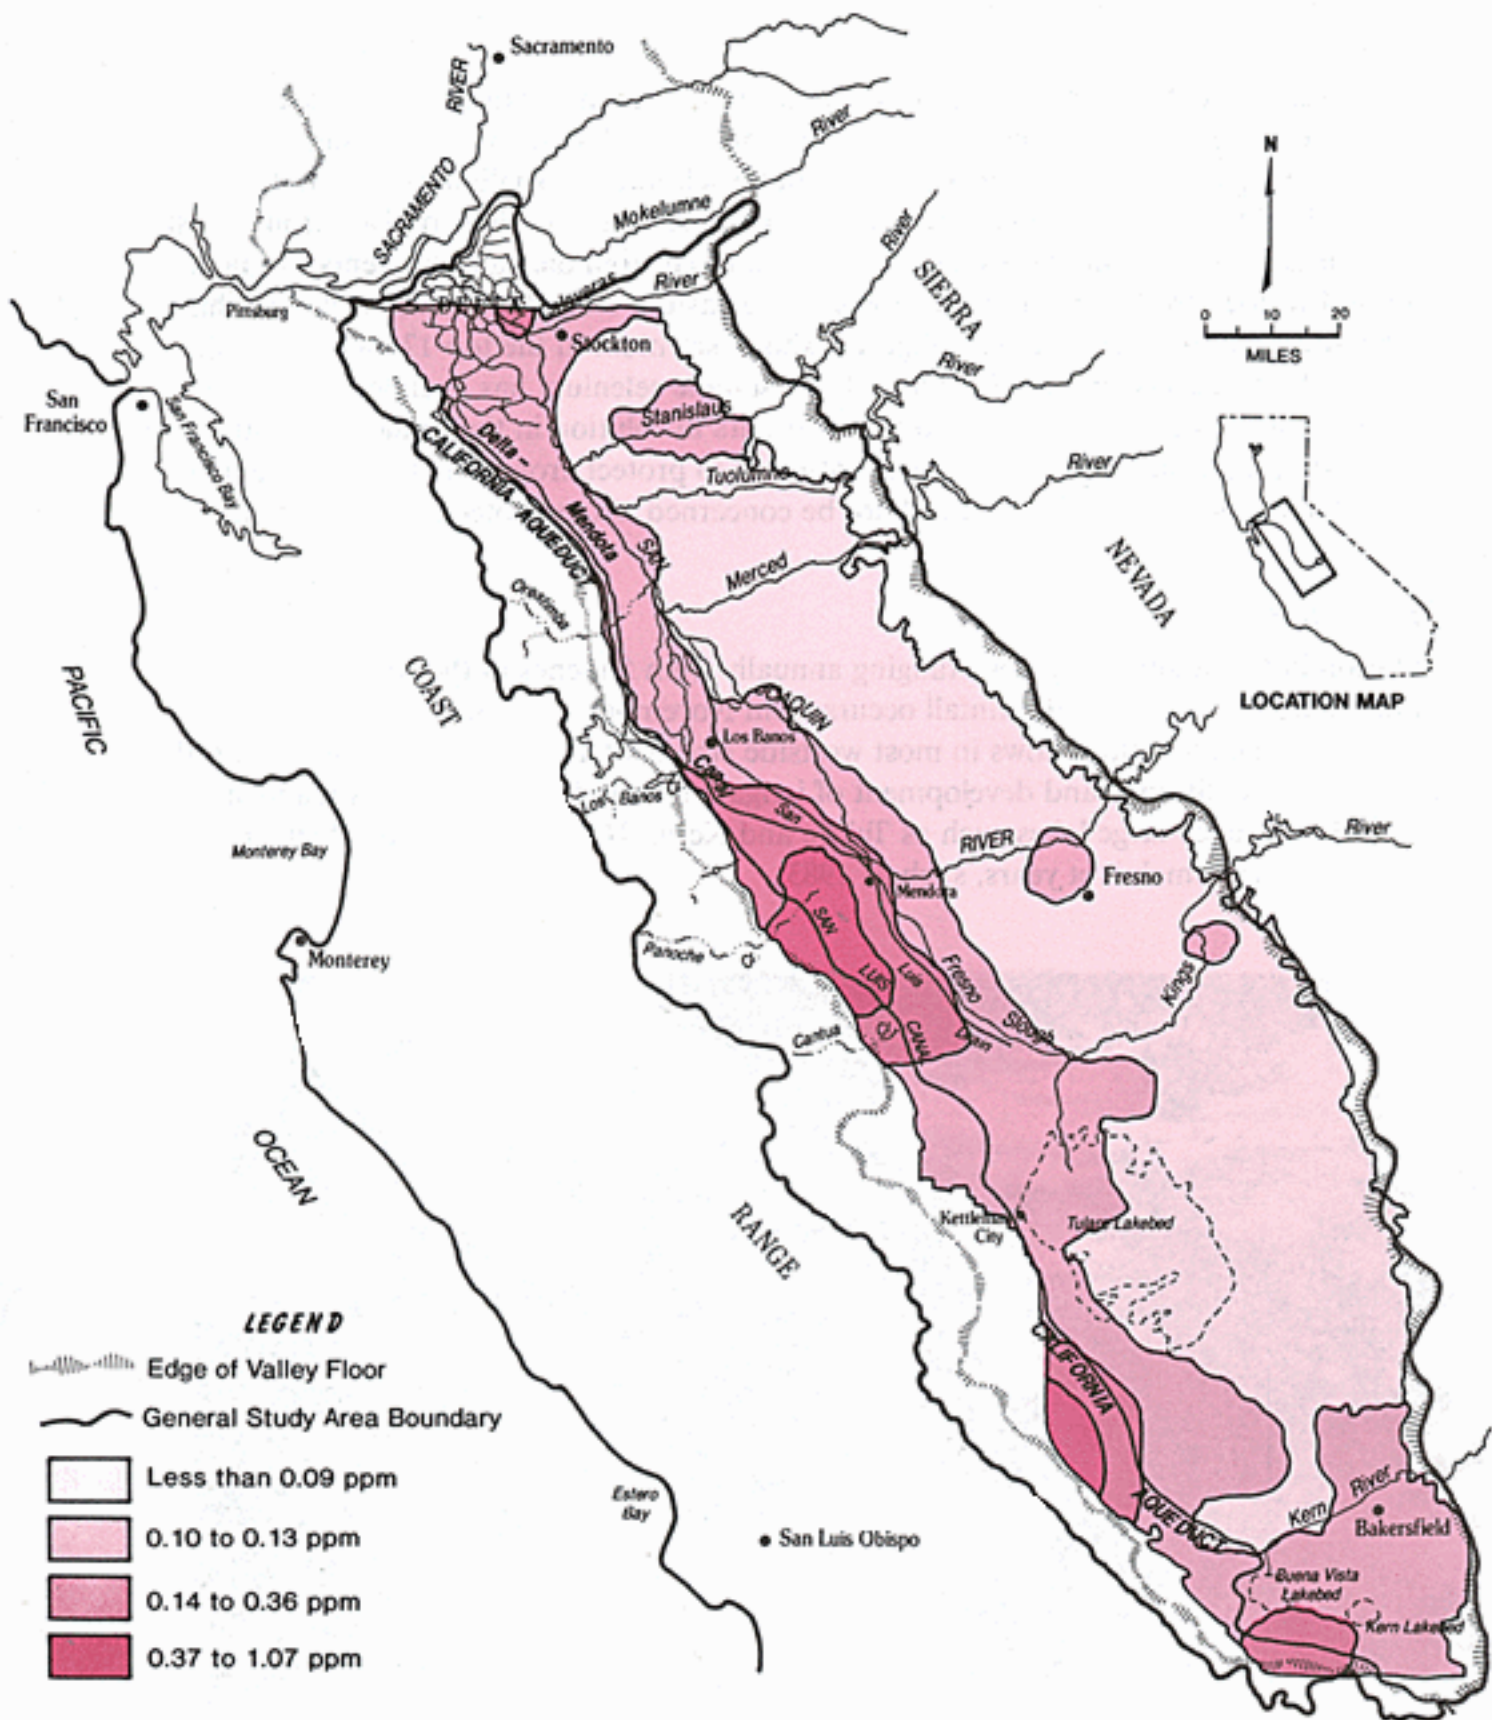 Sacramento
RIVER
SACRAMENTO
River
Mokelumne
River
River
SIERRA
N
0 10 20
MILES
Pittsburg
Stockton
San
Francisco
San Francisco Bay
River
Stanislaus
River
Delta -
CALIFORNIA
AQUEDUCT
Mendota
Tuolumne
SAN
Merced
NEVADA
Orestimba
COAST
PACIFIC
LOCATION MAP
JOAQUIN
Los Banos
Canal
Los Banos
San
RIVER
River
Monterey Bay
Mendota
Fresno
SAN
LUIS
Luis
Fresno
Kings
Monterey
Panoche
Slough
Cantua
CANAL
Drain
OCEAN
RANGE
Kettleman
City
Tulare Lakebed
LEGEND
Edge of Valley Floor
General Study Area Boundary
Less than 0.09 ppm
0.10 to 0.13 ppm
0.14 to 0.36 ppm
0.37 to 1.07 ppm
CALIFORNIA
AQUEDUCT
Estero
Bay
San Luis Obispo
Kern River
Bakersfield
Buena Vista
Lakebed
Kern Lakebed